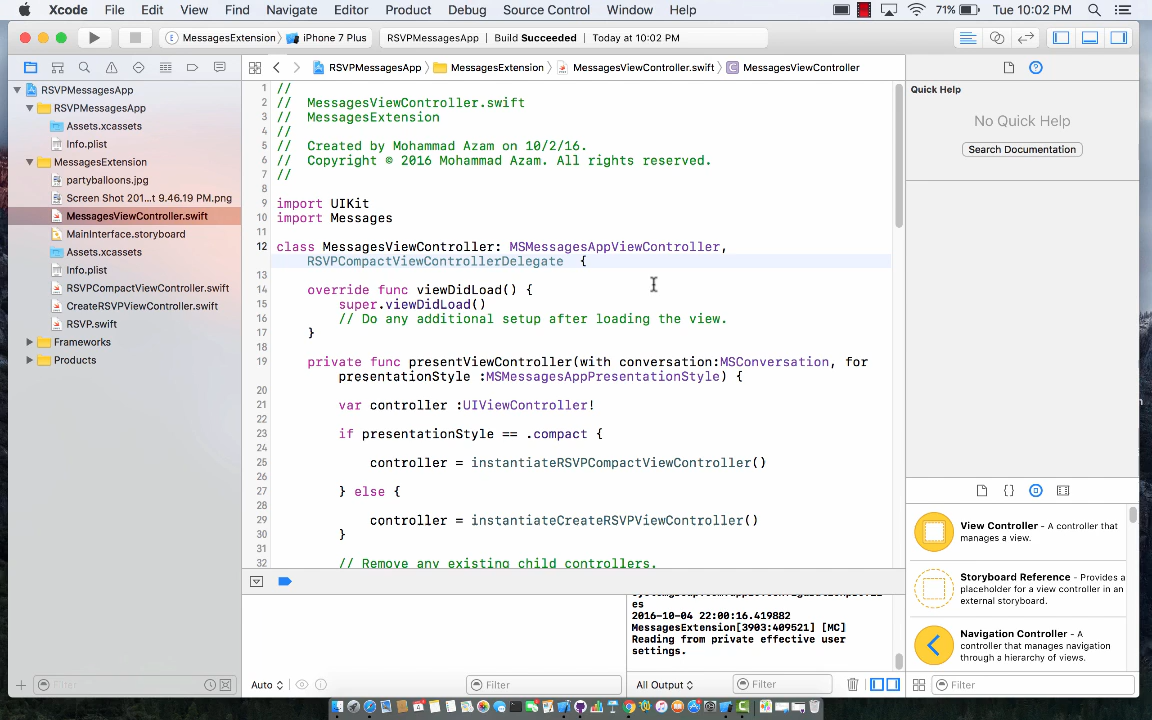 Xcode File Edit View Find Navigate Editor Product Debug Source Control Window Help 71% Tue 10:02 PM
MessagesExtension iPhone 7 Plus RSVPMessagesApp Build Succeeded Today at 10:02 PM
RSVPMessagesApp MessagesExtension MessagesViewController.swift MessagesViewController
RSVPMessagesApp
RSVPMessagesApp
Assets.xcassets
Info.plist
MessagesExtension
partyballoons.jpg
Screen Shot 201...t 9.46.19 PM.png
MessagesViewController.swift
MainInterface.storyboard
Assets.xcassets
Info.plist
RSVPCompactViewController.swift
CreateRSVPViewController.swift
RSVP.swift
Frameworks
Products
Filter
1 //
2 // MessagesViewController.swift
3 // MessagesExtension
4 //
5 // Created by Mohammad Azam on 10/2/16.
6 // Copyright © 2016 Mohammad Azam. All rights reserved.
7 //
8
9 import UIKit
10 import Messages
11
12 class MessagesViewController: MSMessagesAppViewController,
RSVPCompactViewControllerDelegate {
13
14 override func viewDidLoad() {
15 super.viewDidLoad()
16 // Do any additional setup after loading the view.
17 }
18
19 private func presentViewController(with conversation:MSConversation, for
presentationStyle :MSMessagesAppPresentationStyle) {
20
21 var controller :UIViewController!
22
23 if presentationStyle == .compact {
24
25 controller = instantiateRSVPCompactViewController()
26
27 } else {
28
29 controller = instantiateCreateRSVPViewController()
30 }
31
32 // Remove any existing child controllers.
Auto
Filter
es
2016-10-04 22:00:16.419882
MessagesExtension[3903:409521] [MC]
Reading from private effective user
settings.
All Output
Filter
Quick Help
No Quick Help
Search Documentation
View Controller - A controller that
manages a view.
Storyboard Reference - Provides a
placeholder for a view controller in an
external storyboard.
Navigation Controller - A
controller that manages navigation
through a hierarchy of views.
Filter